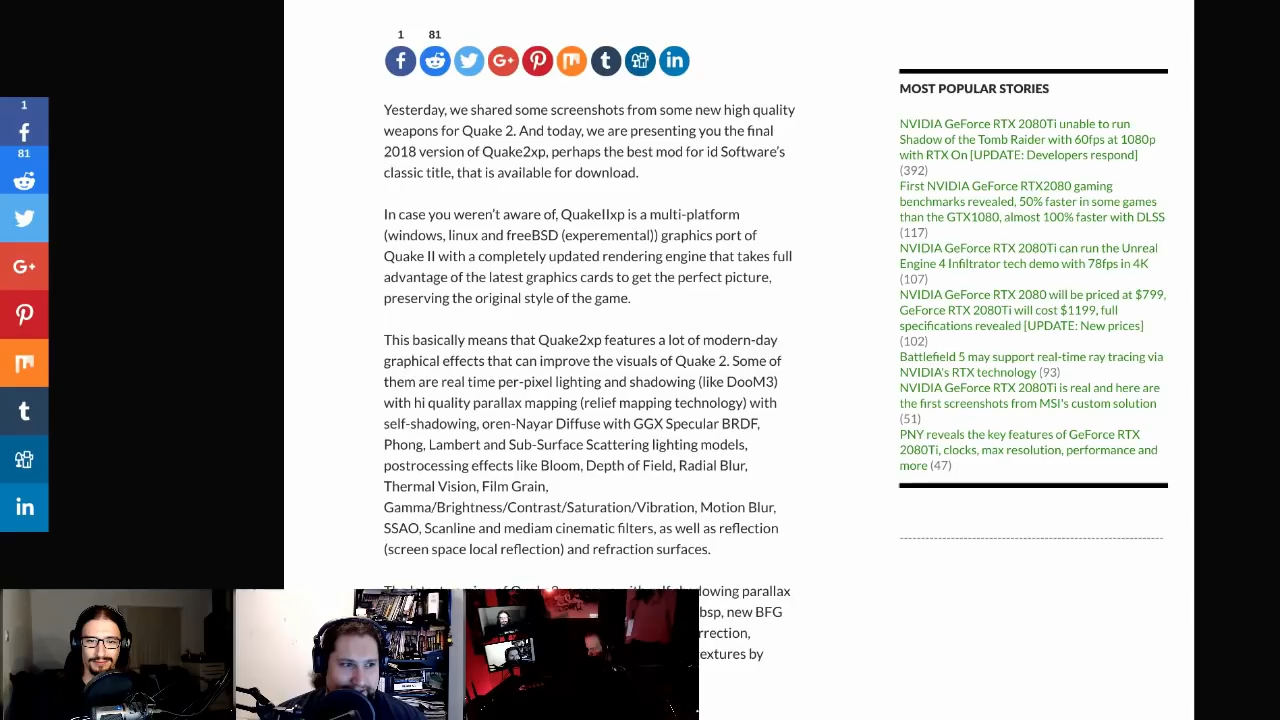 1 81
1
81
Yesterday, we shared some screenshots from some new high quality
weapons for Quake 2. And today, we are presenting you the final
2018 version of Quake2xp, perhaps the best mod for id Software's
classic title, that is available for download.
In case you weren't aware of, QuakeIIxp is a multi-platform
(windows, linux and freeBSD (experemental)) graphics port of
Quake II with a completely updated rendering engine that takes full
advantage of the latest graphics cards to get the perfect picture,
preserving the original style of the game.
This basically means that Quake2xp features a lot of modern-day
graphical effects that can improve the visuals of Quake 2. Some of
them are real time per-pixel lighting and shadowing (like DooM3)
with hi quality parallax mapping (relief mapping technology) with
self-shadowing, oren-Nayar Diffuse with GGX Specular BRDF,
Phong, Lambert and Sub-Surface Scattering lighting models,
postrocessing effects like Bloom, Depth of Field, Radial Blur,
Thermal Vision, Film Grain,
Gamma/Brightness/Contrast/Saturation/Vibration, Motion Blur,
SSAO, Scanline and mediam cinematic filters, as well as reflection
(screen space local reflection) and refraction surfaces.
parallax
bsp, new BFG
rrection,
extures by
MOST POPULAR STORIES
NVIDIA GeForce RTX 2080Ti unable to run
Shadow of the Tomb Raider with 60fps at 1080p
with RTX On [UPDATE: Developers respond]
(392)
First NVIDIA GeForce RTX2080 gaming
benchmarks revealed, 50% faster in some games
than the GTX1080, almost 100% faster with DLSS
(117)
NVIDIA GeForce RTX 2080Ti can run the Unreal
Engine 4 Infiltrator tech demo with 78fps in 4K
(107)
NVIDIA GeForce RTX 2080 will be priced at $799,
GeForce RTX 2080Ti will cost $1199, full
specifications revealed [UPDATE: New prices]
(102)
Battlefield 5 may support real-time ray tracing via
NVIDIA's RTX technology (93)
NVIDIA GeForce RTX 2080Ti is real and here are
the first screenshots from MSI's custom solution
(51)
PNY reveals the key features of GeForce RTX
2080Ti, clocks, max resolution, performance and
more (47)